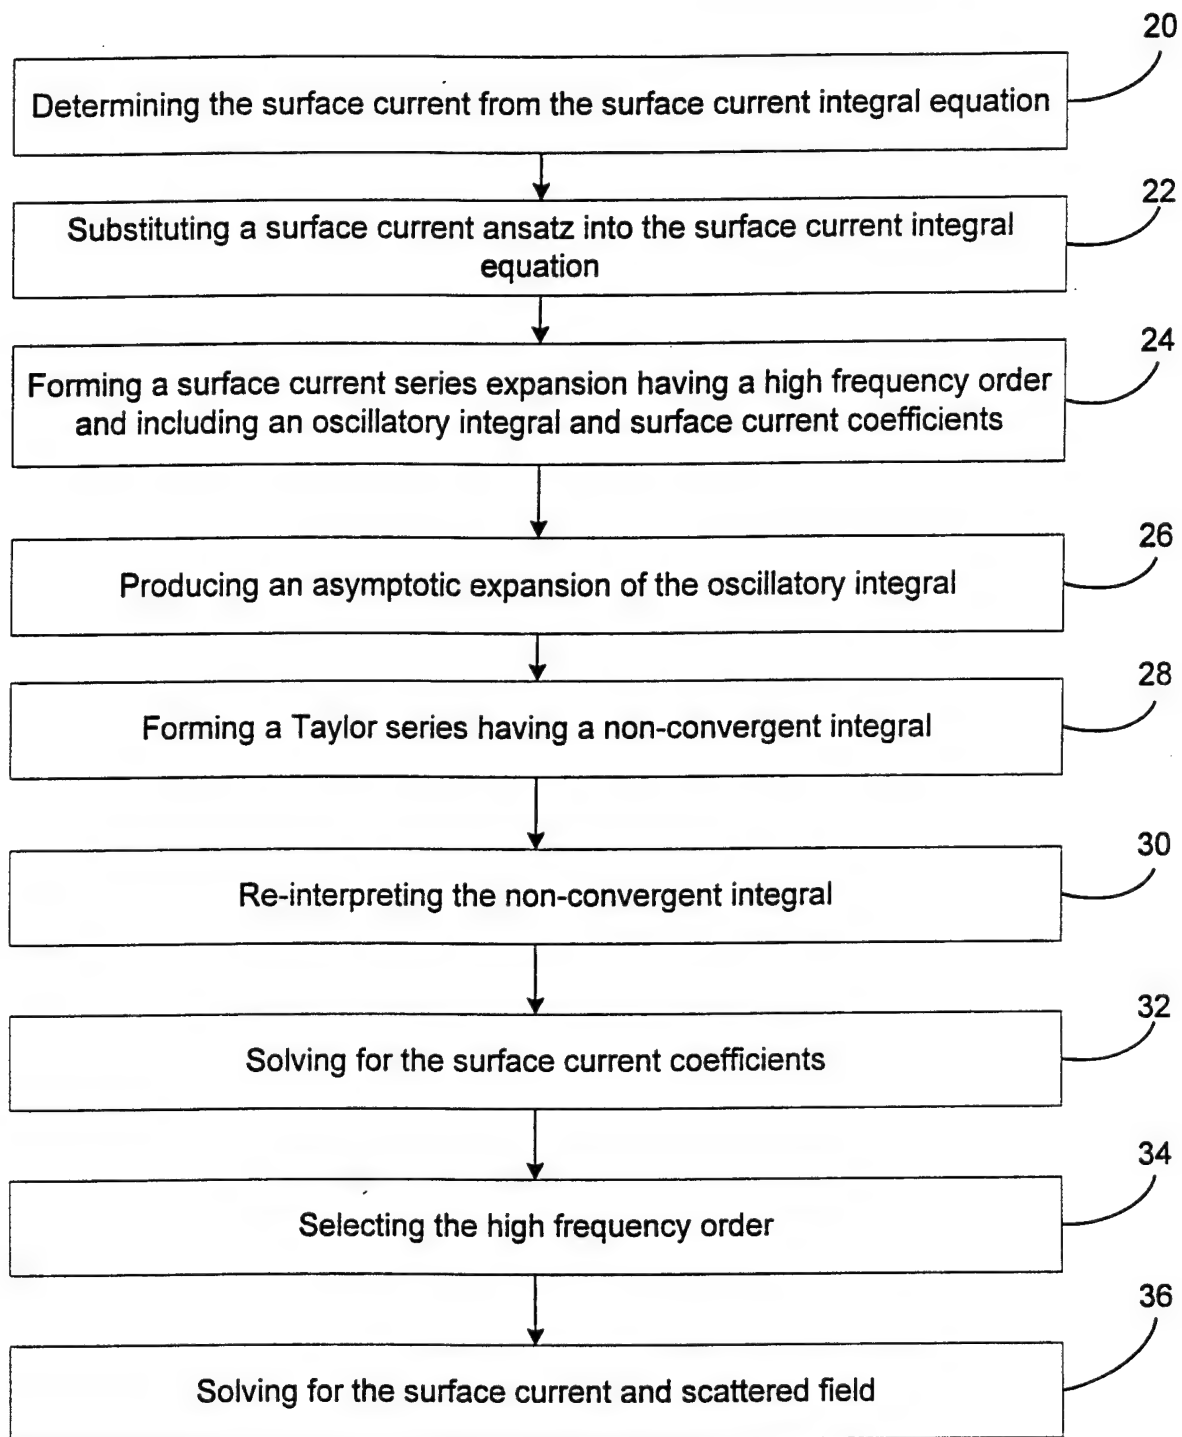 20
Determining the surface current from the surface current integral equation
22
Substituting a surface current ansatz into the surface current integral
equation
24
Forming a surface current series expansion having a high frequency order
and including an oscillatory integral and surface current coefficients
26
Producing an asymptotic expansion of the oscillatory integral
28
Forming a Taylor series having a non-convergent integral
30
Re-interpreting the non-convergent integral
32
Solving for the surface current coefficients
34
Selecting the high frequency order
36
Solving for the surface current and scattered field